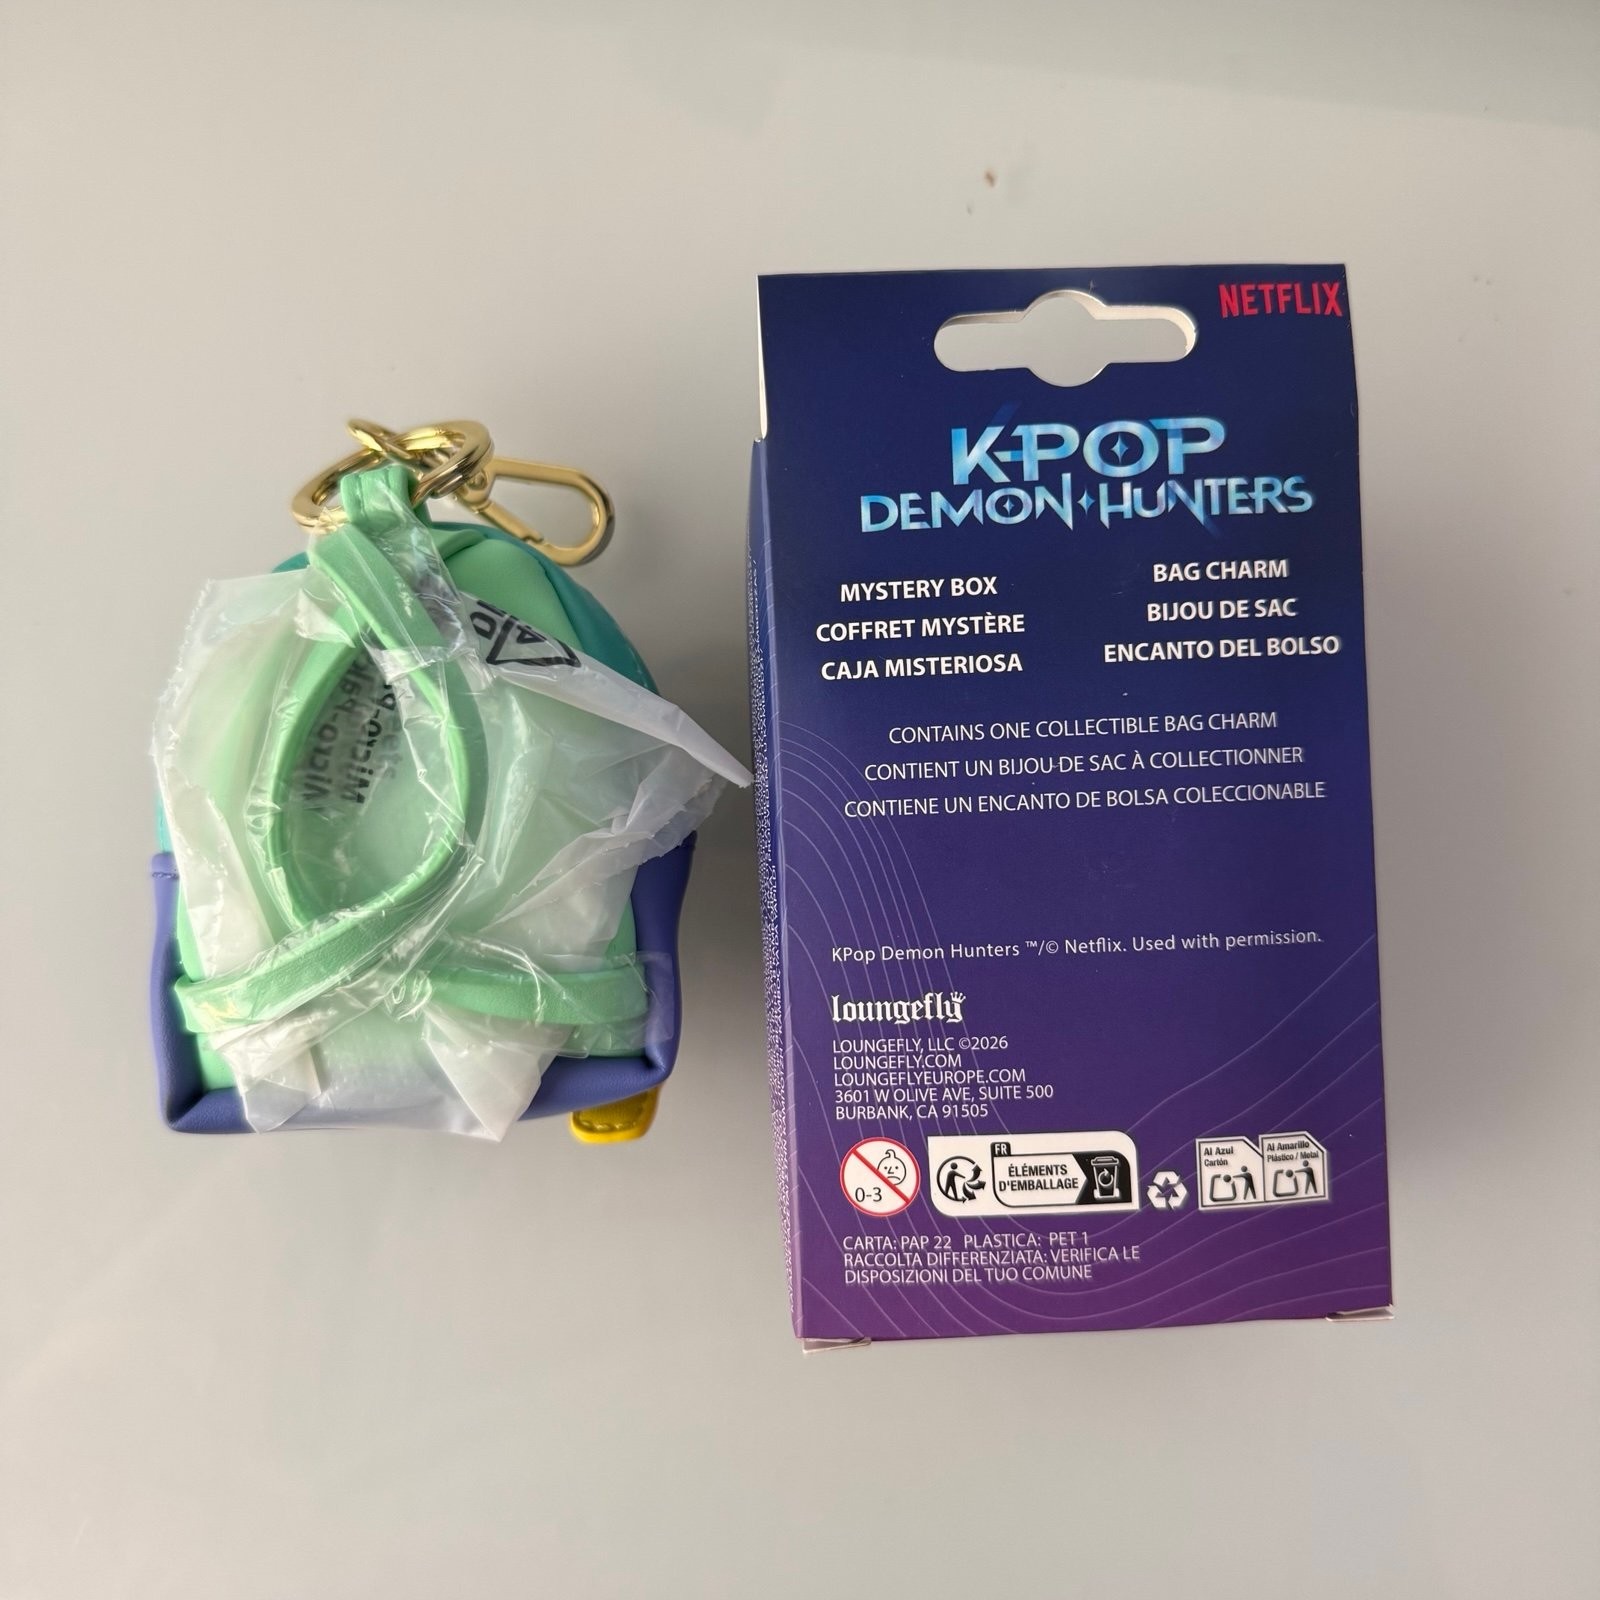 NETFLIX
K-POP
DEMON HUNTERS
MYSTERY BOX
COFFRET MYSTÈRE
CAJA MISTERIOSA
BAG CHARM
BIJOU DE SAC
ENCANTO DEL BOLSO
CONTAINS ONE COLLECTIBLE BAG CHARM
CONTIENT UN BIJOU DE SAC À COLLECTIONNER
CONTIENE UN ENCANTO DE BOLSA COLECCIONABLE
KPop Demon Hunters ™/© Netflix. Used with permission.
loungefly
LOUNGEFLY, LLC ©2026
LOUNGEFLY.COM
LOUNGEFLYEUROPE.COM
3601 W OLIVE AVE, SUITE 500
BURBANK, CA 91505
0-3
FR
ÉLÉMENTS
D'EMBALLAGE
Al Azul
Cartón
Al Amarillo
Plástico / Metal
CARTA: PAP 22 PLASTICA: PET 1
RACCOLTA DIFFERENZIATA: VERIFICA LE
DISPOSIZIONI DEL TUO COMUNE